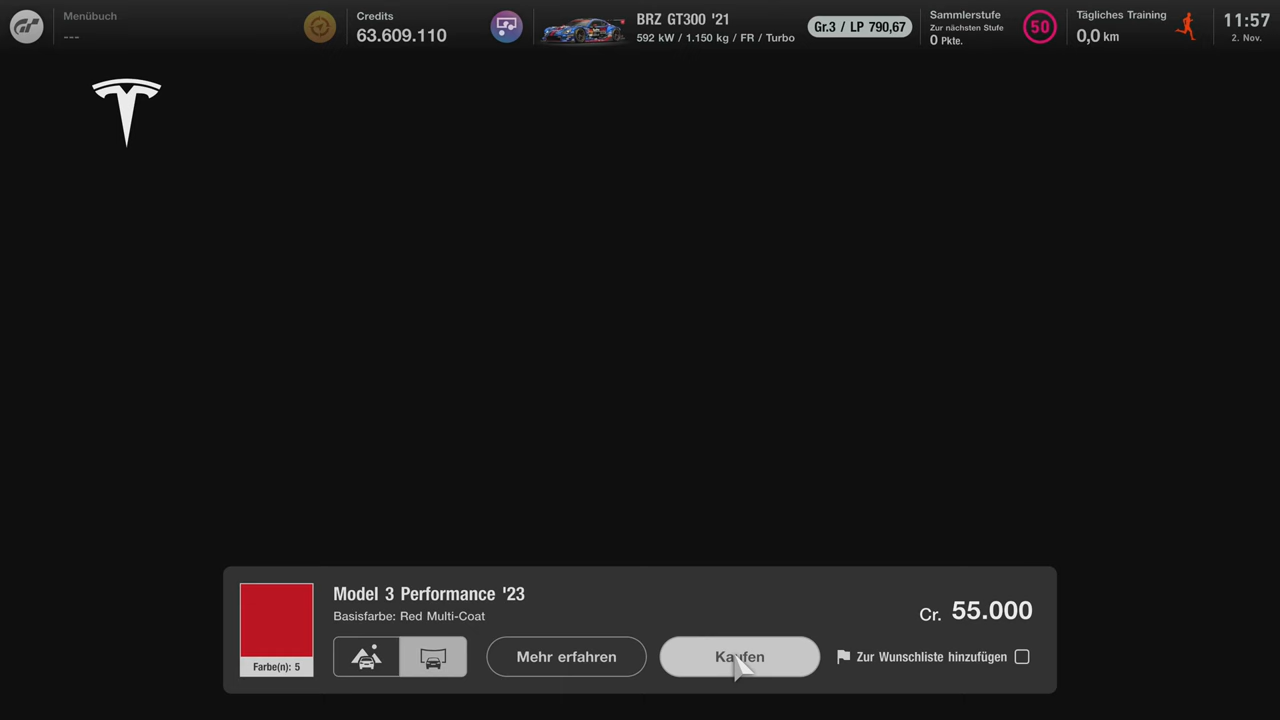 Menübuch
---
Credits
63.609.110
BRZ GT300 '21
592 kW / 1.150 kg / FR / Turbo
Gr.3 / LP 790,67
Sammlerstufe
Zur nächsten Stufe
0 Pkte.
50
Tägliches Training
0,0 km
11:57
2. Nov.
Model 3 Performance '23
Basisfarbe: Red Multi-Coat
Cr. 55.000
Farbe(n): 5
Mehr erfahren
Kaufen
Zur Wunschliste hinzufügen